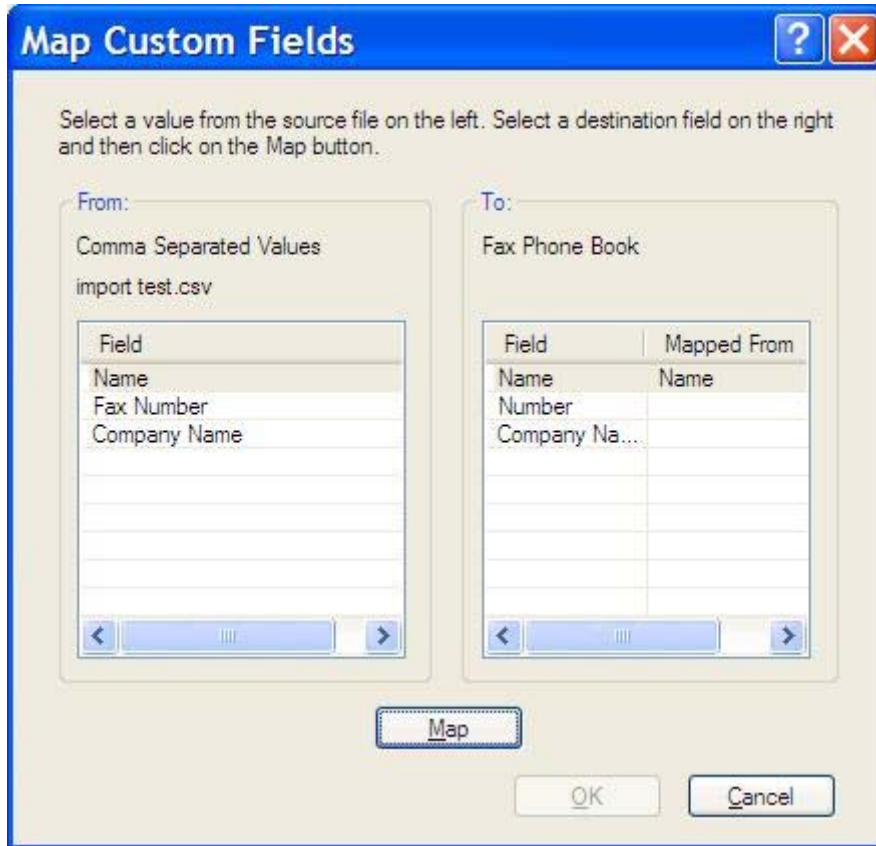 Map Custom Fields
?
Select a value from the source file on the left. Select a destination field on the right
and then click on the Map button.
From:
Comma Separated Values
import test.csv
Field
Name
Fax Number
Company Name
To:
Fax Phone Book
Field Mapped From
Name Name
Number
Company Na...
Map
OK Cancel